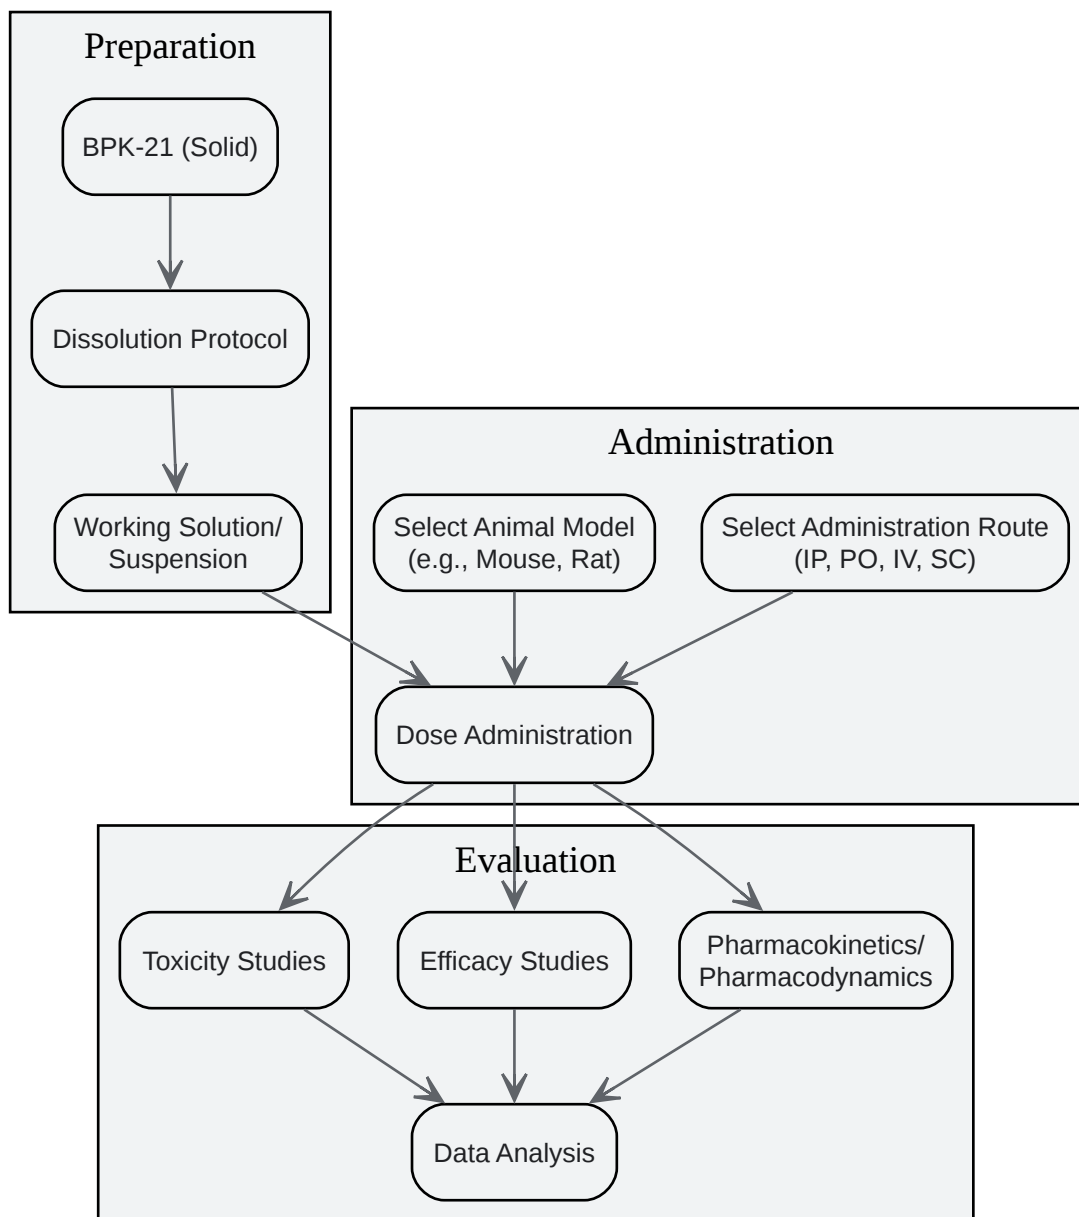 Preparation
BPK-21 (Solid)
Dissolution Protocol
Working Solution/
Suspension
Administration
Select Animal Model
(e.g., Mouse, Rat)
Select Administration Route
(IP, PO, IV, SC)
Dose Administration
Evaluation
Toxicity Studies
Efficacy Studies
Pharmacokinetics/
Pharmacodynamics
Data Analysis